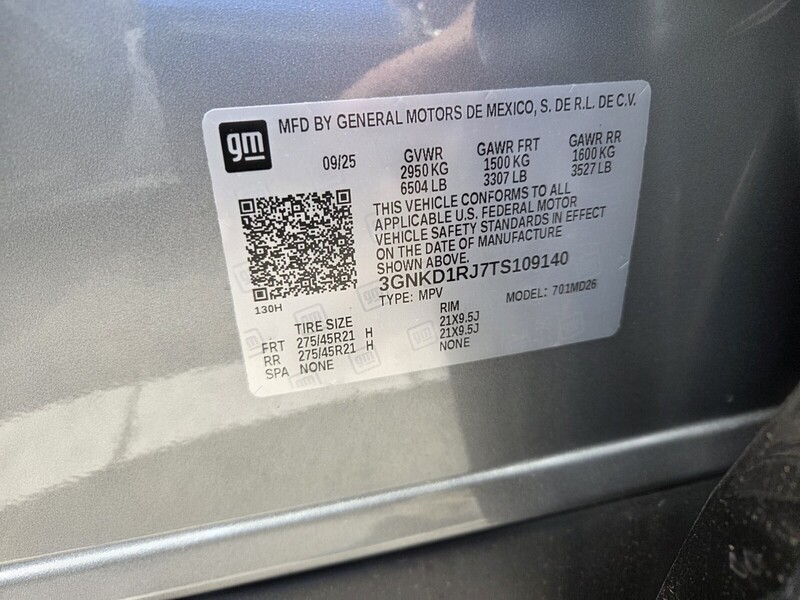 gm
MFD BY GENERAL MOTORS DE MEXICO, S. DE R.L. DE C.V.
09/25 GVWR GAWR FRT GAWR RR
2950 KG 1500 KG 1600 KG
6504 LB 3307 LB 3527 LB
THIS VEHICLE CONFORMS TO ALL
APPLICABLE U.S. FEDERAL MOTOR
VEHICLE SAFETY STANDARDS IN EFFECT
ON THE DATE OF MANUFACTURE
SHOWN ABOVE.
3GNKD1RJ7TS109140
TYPE: MPV MODEL: 701MD26
130H
TIRE SIZE RIM
FRT 275/45R21 H 21X9.5J
RR 275/45R21 H 21X9.5J
SPA NONE NONE